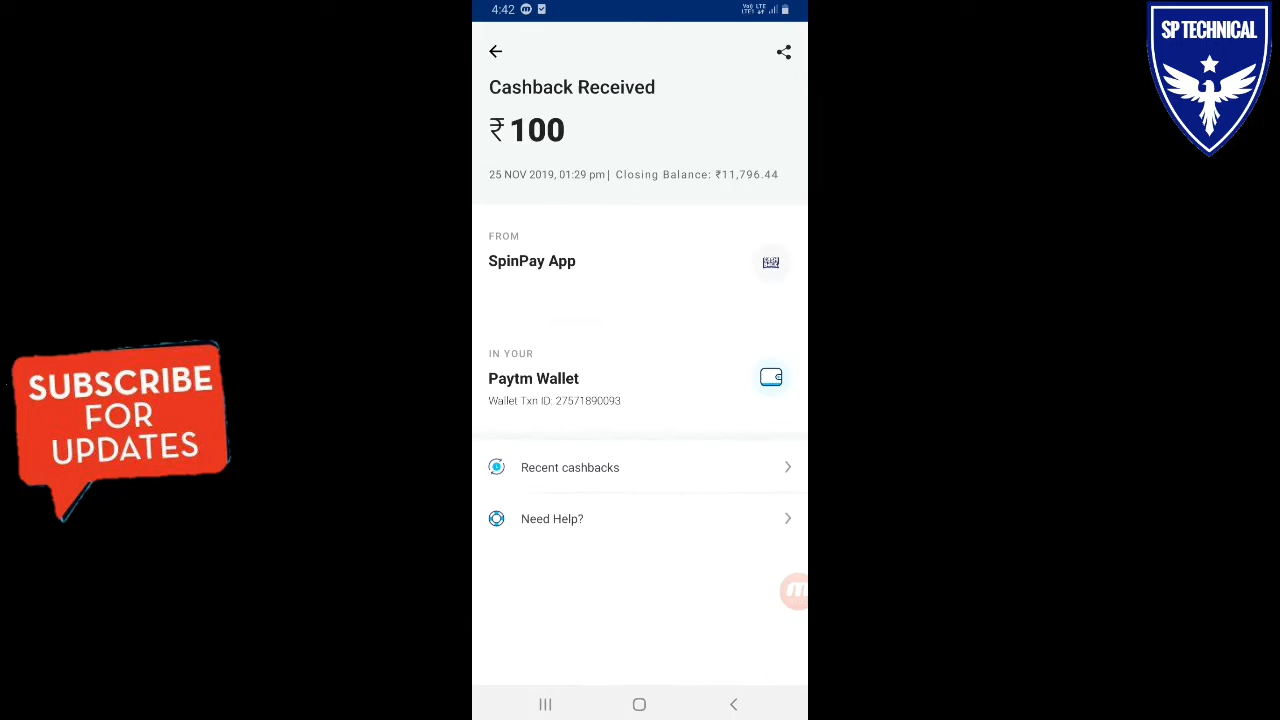 4:42
SP TECHNICAL
Cashback Received
₹100
25 NOV 2019, 01:29 pm| Closing Balance: ₹11,796.44
FROM
SpinPay App
IN YOUR
Paytm Wallet
Wallet Txn ID: 27571890093
SUBSCRIBE
FOR
UPDATES
Recent cashbacks
Need Help?